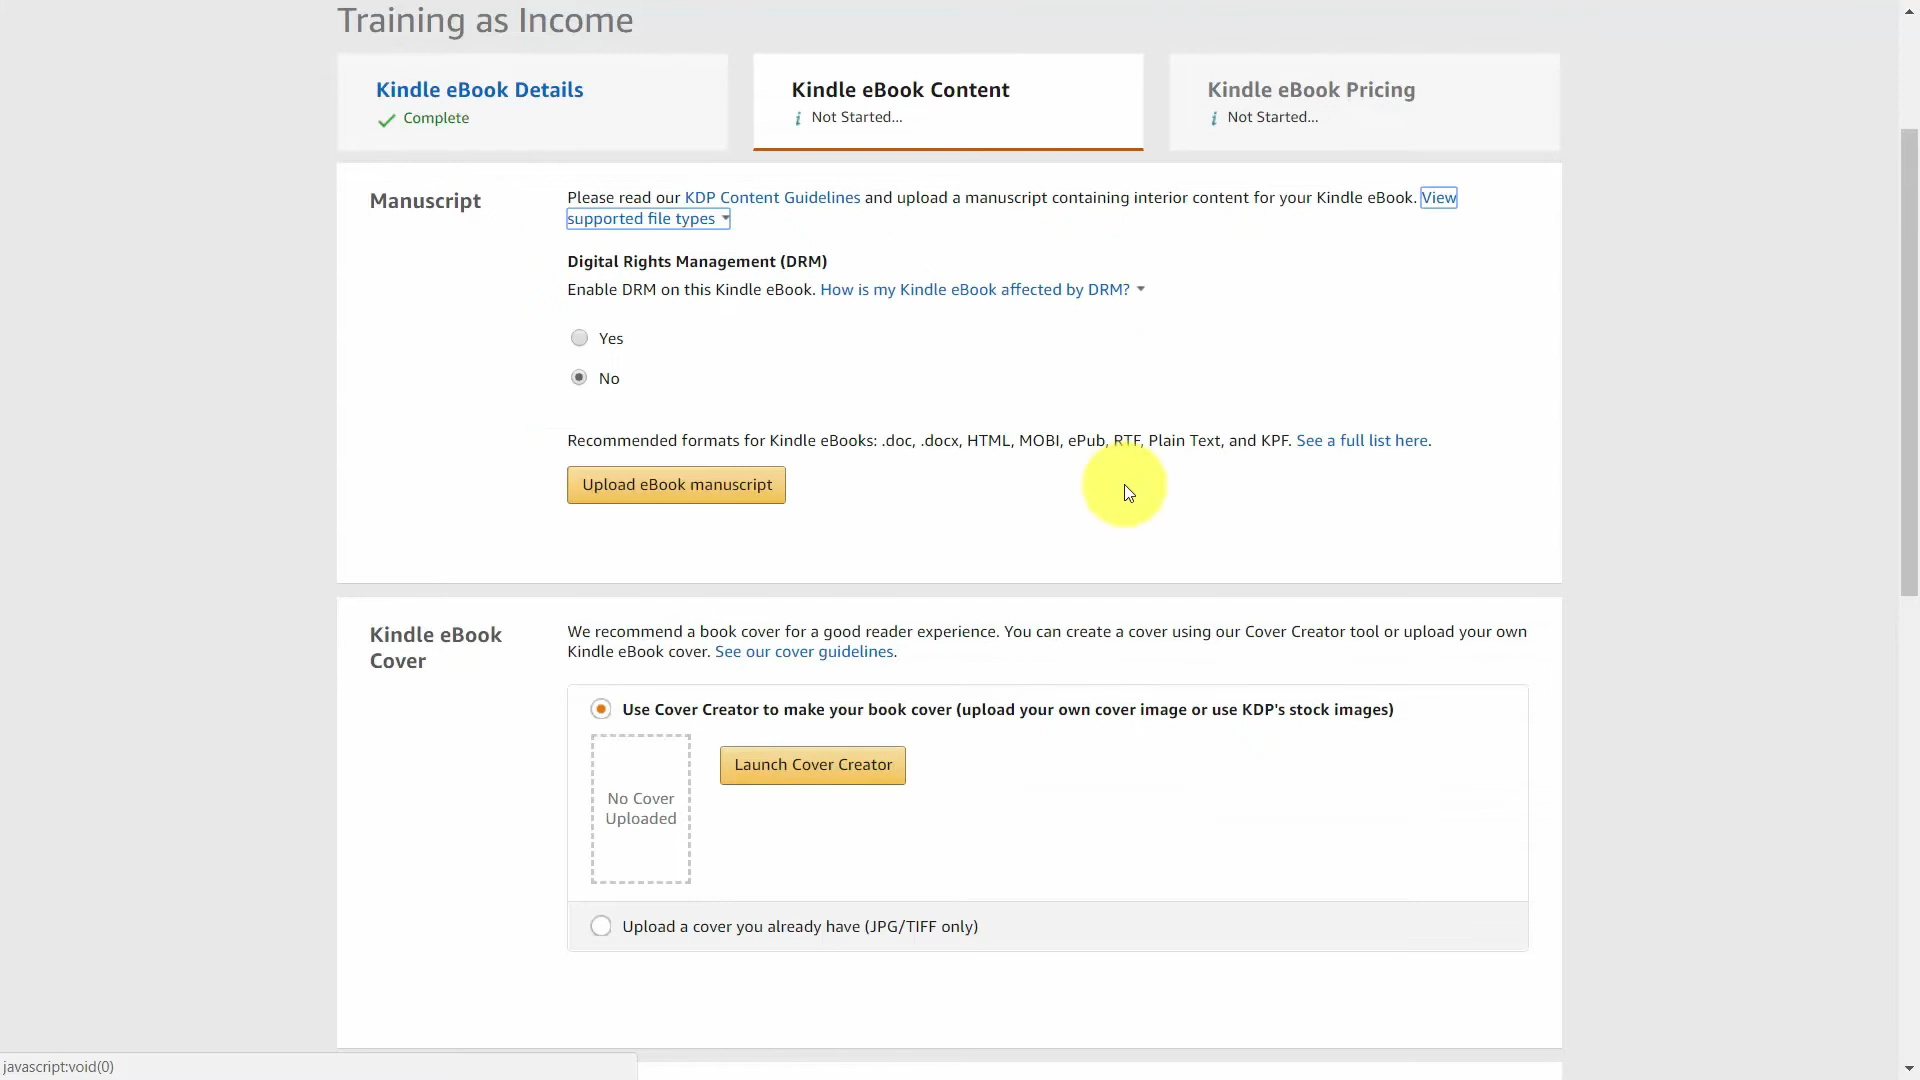 Training as Income
Kindle eBook Details
Complete
Kindle eBook Content
Not Started...
Kindle eBook Pricing
Not Started...
Manuscript
Please read our KDP Content Guidelines and upload a manuscript containing interior content for your Kindle eBook. View
supported file types
Digital Rights Management (DRM)
Enable DRM on this Kindle eBook. How is my Kindle eBook affected by DRM?
Yes
No
Recommended formats for Kindle eBooks: .doc, .docx, HTML, MOBI, ePub, RTF, Plain Text, and KPF. See a full list here.
Upload eBook manuscript
Kindle eBook
Cover
We recommend a book cover for a good reader experience. You can create a cover using our Cover Creator tool or upload your own
Kindle eBook cover. See our cover guidelines.
Use Cover Creator to make your book cover (upload your own cover image or use KDP's stock images)
Launch Cover Creator
No Cover
Uploaded
Upload a cover you already have (JPG/TIFF only)
javascript:void(0)